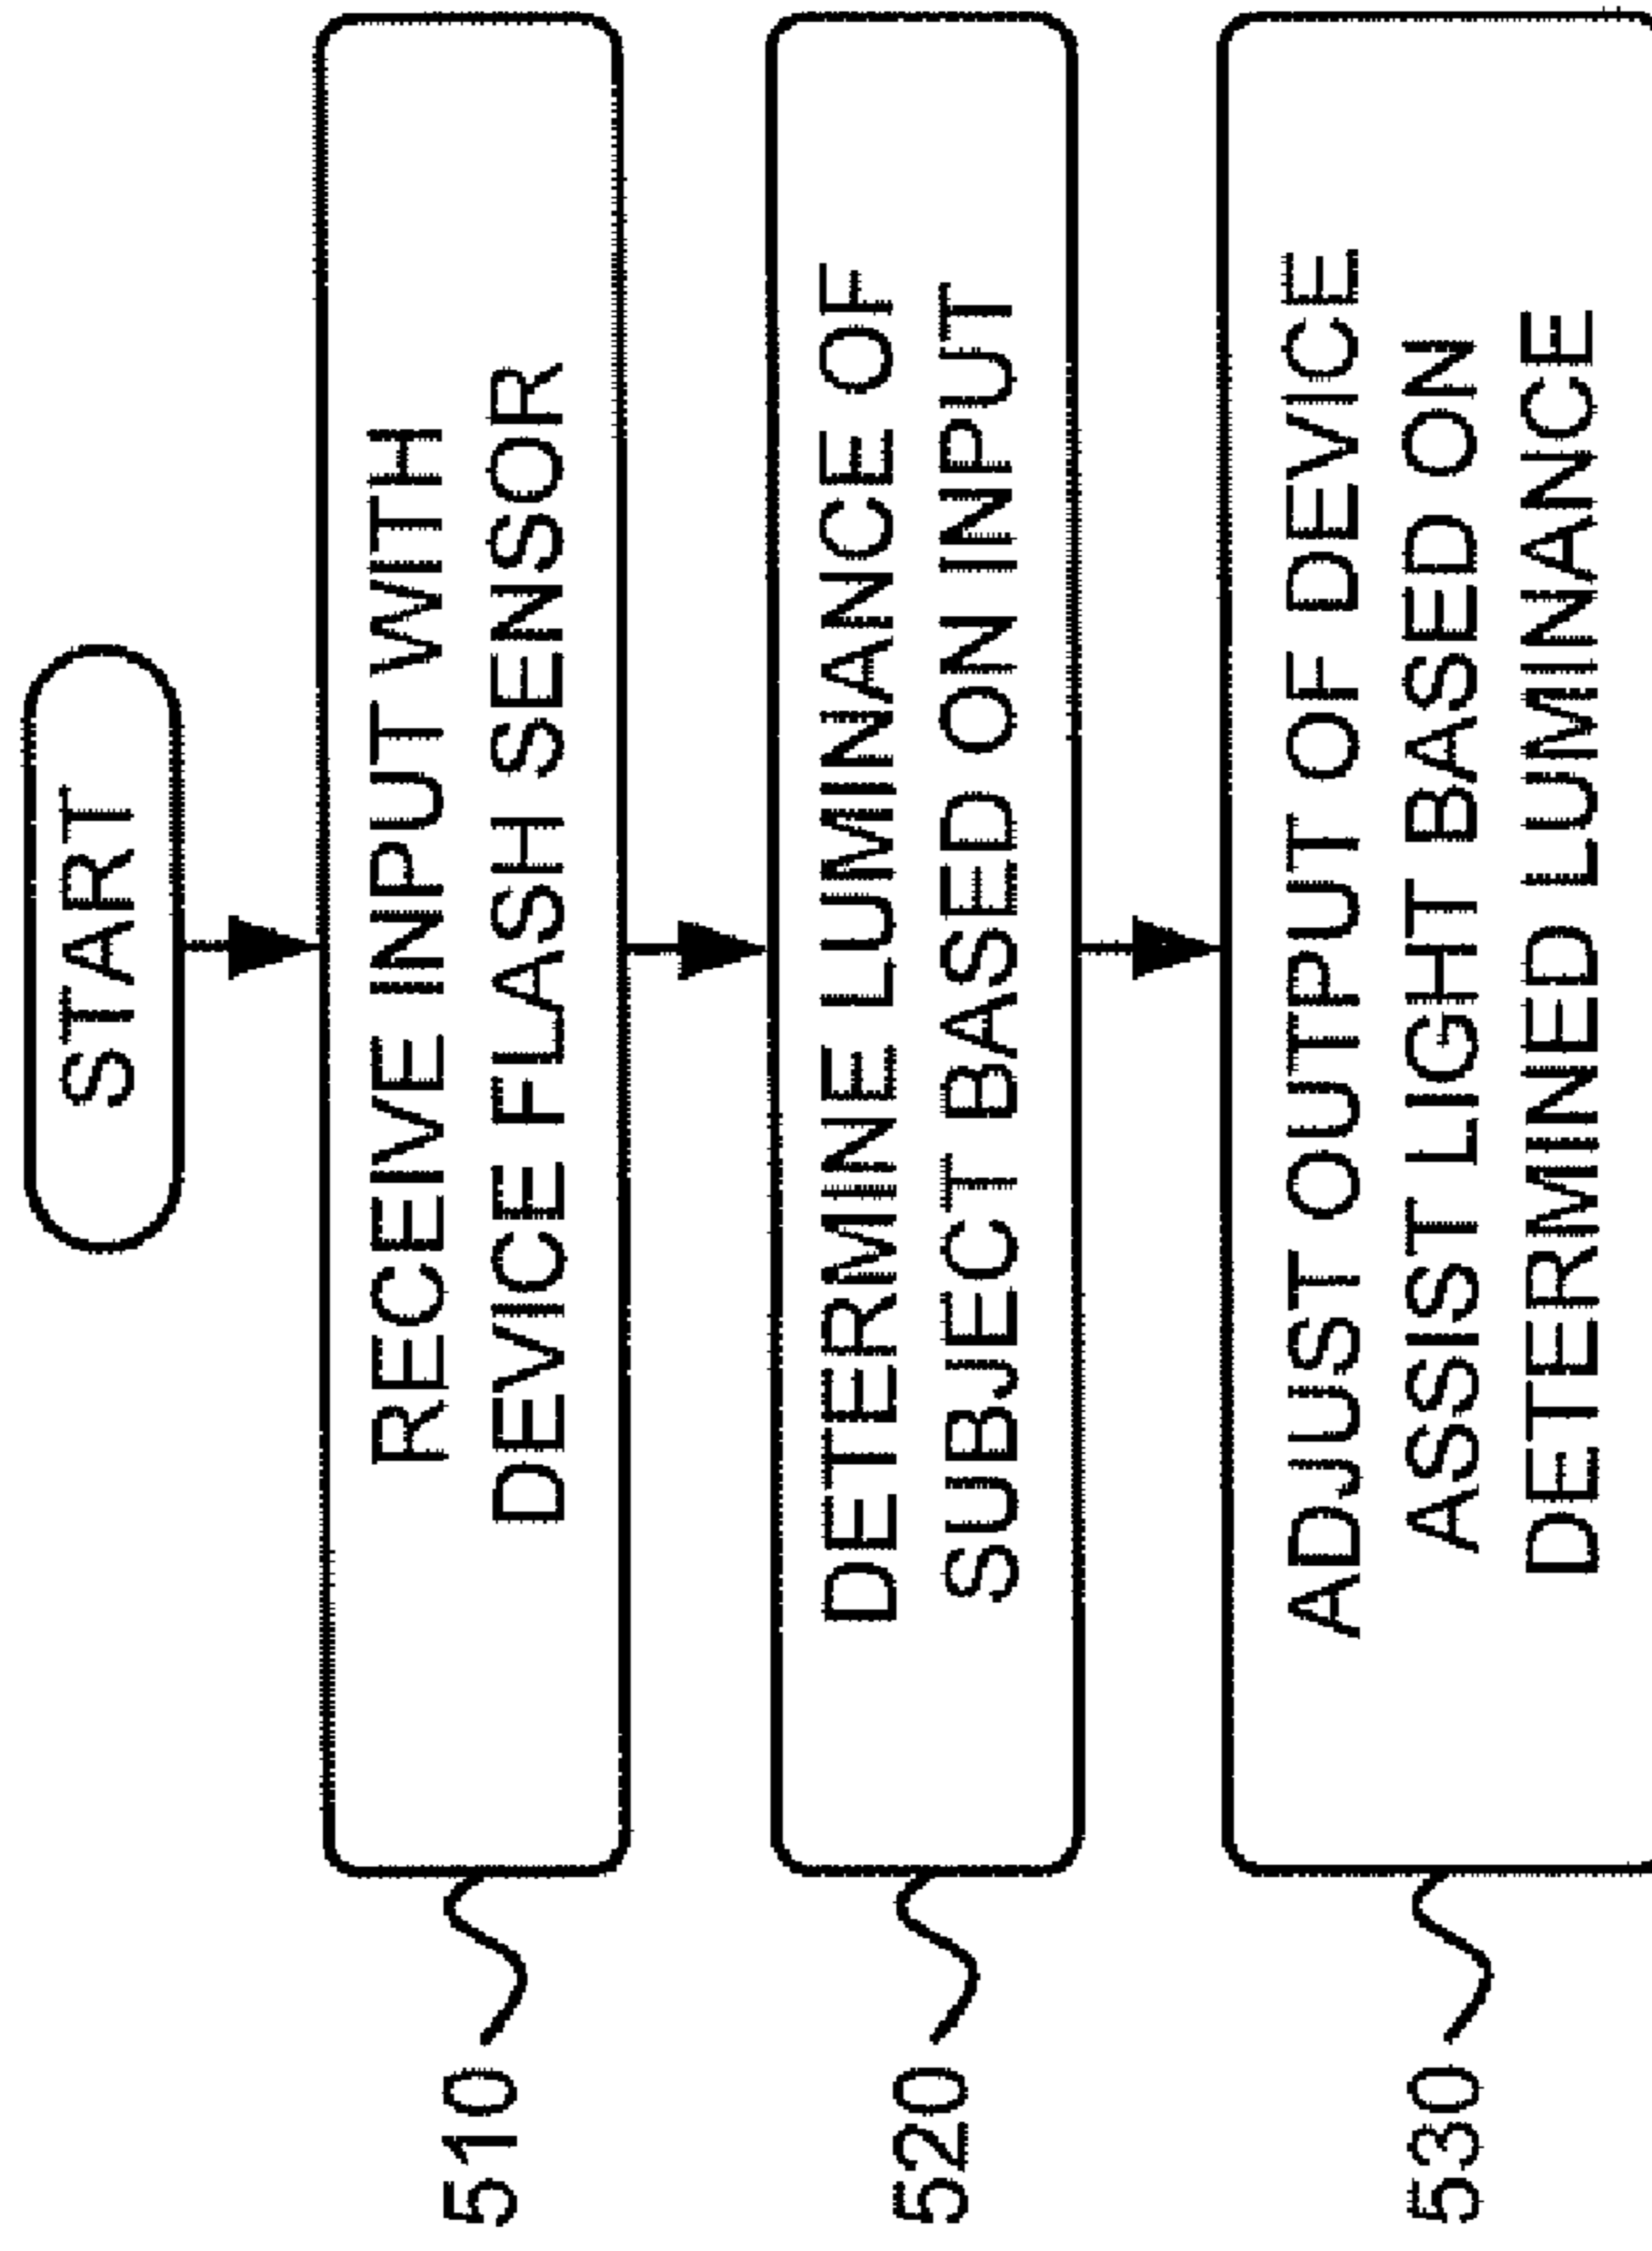 START
510
RECEIVE INPUT WITH
DEVICE FLASH SENSOR
520
DETERMINE LUMINANCE OF
SUBJECT BASED ON INPUT
530
ADJUST OUTPUT OF DEVICE
ASSIST LIGHT BASED ON
DETERMINED LUMINANCE